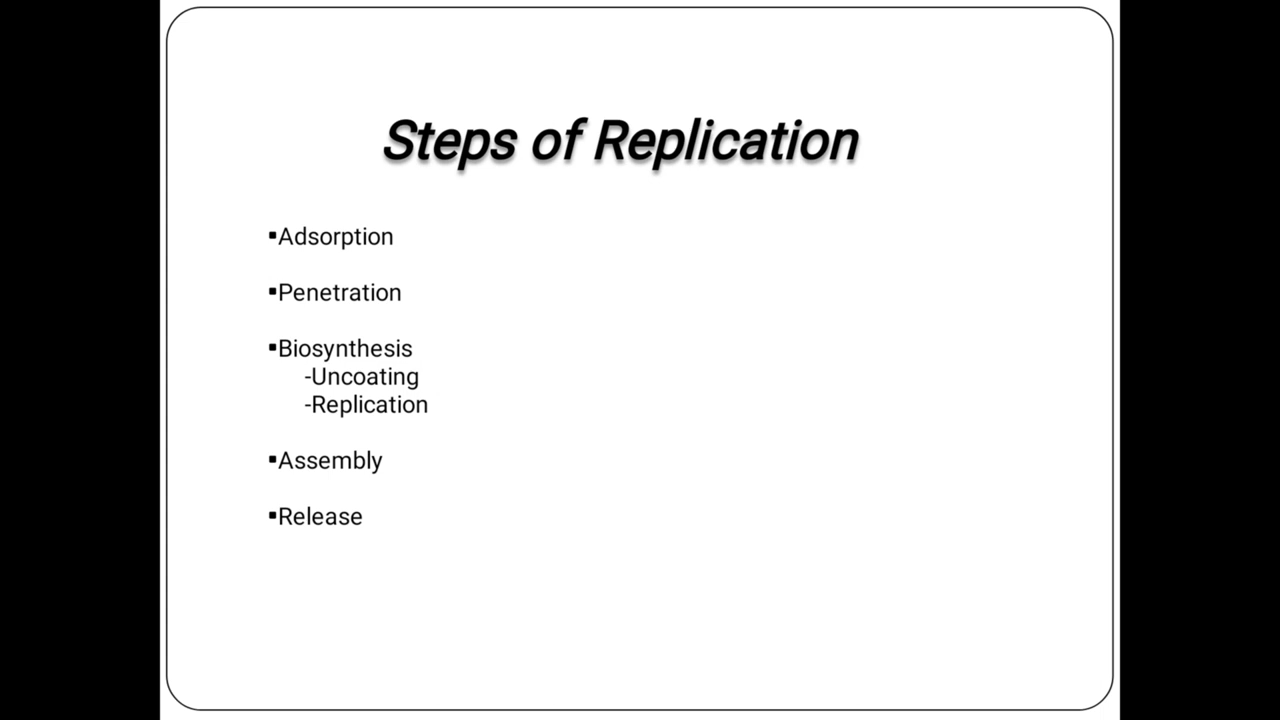 Steps of Replication
▪Adsorption
▪Penetration
▪Biosynthesis
-Uncoating
-Replication
▪Assembly
▪Release